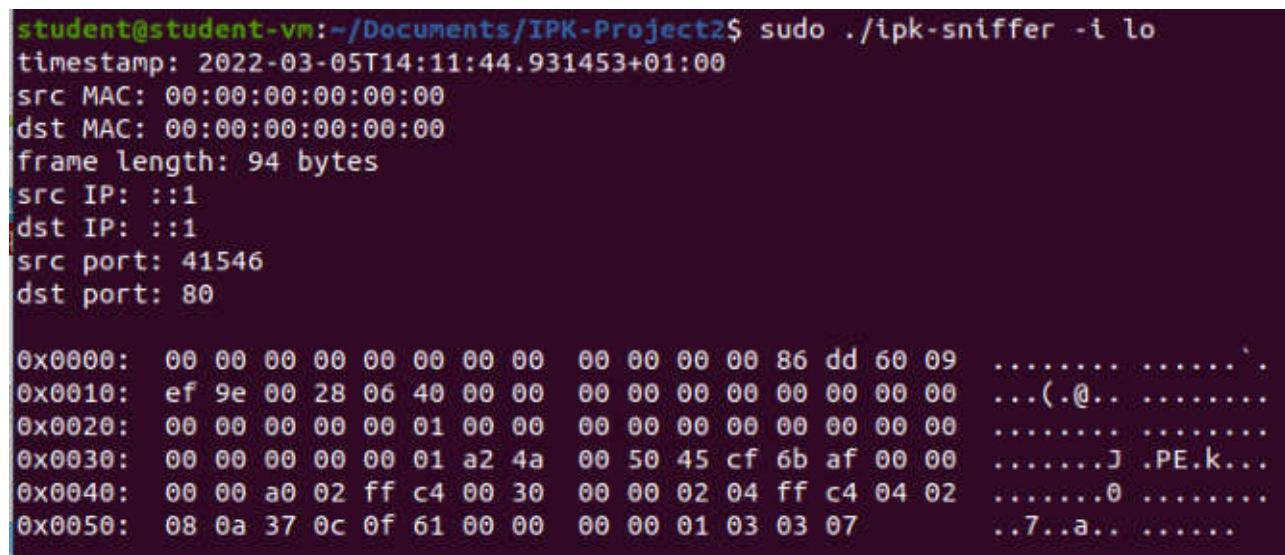 student@student-vm:~/Documents/IPK-Project2$ sudo ./ipk-sniffer -i lo
timestamp: 2022-03-05T14:11:44.931453+01:00
src MAC: 00:00:00:00:00:00
dst MAC: 00:00:00:00:00:00
frame length: 94 bytes
src IP: ::1
dst IP: ::1
src port: 41546
dst port: 80
0x0000:  00 00 00 00 00 00 00 00  00 00 00 00 86 dd 60 09  ........ ......`.
0x0010:  ef 9e 00 28 06 40 00 00  00 00 00 00 00 00 00 00  ...(.@.. ........
0x0020:  00 00 00 00 00 01 00 00  00 00 00 00 00 00 00 00  ........ ........
0x0030:  00 00 00 00 00 01 a2 4a  00 50 45 cf 6b af 00 00  .......J .PE.k...
0x0040:  00 00 a0 02 ff c4 00 30  00 00 02 04 ff c4 04 02  .......0 ........
0x0050:  08 0a 37 0c 0f 61 00 00  00 00 01 03 03 07        ..7..a.. ......